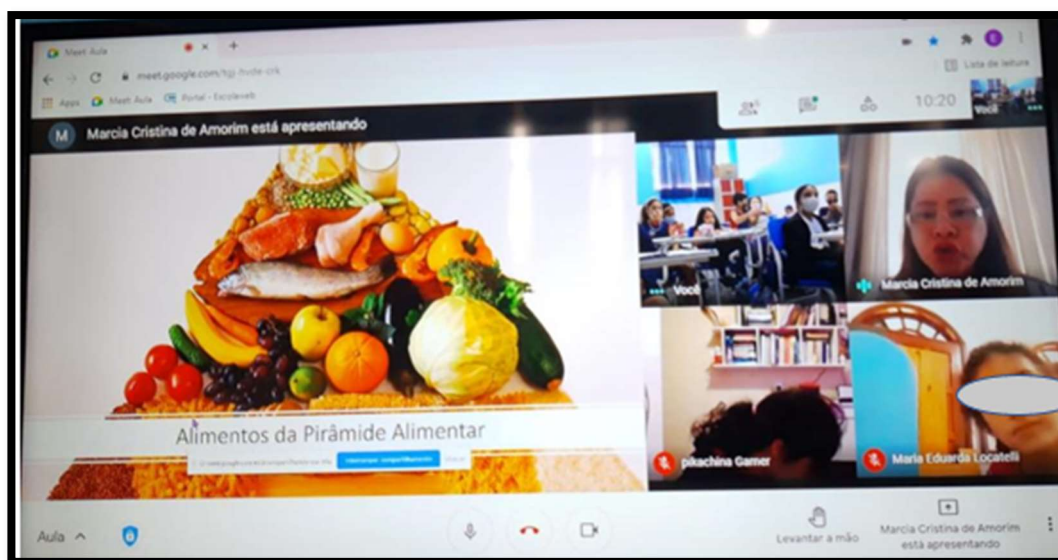 Meet Aula
meet.google.com/tgj-hvde-crk
Lista de leitura
Apps Meet Aula Portal - Escolaweb
10:20
Você
M Marcia Cristina de Amorim está apresentando
Você
Marcia Cristina de Amorim
Alimentos da Pirâmide Alimentar
pikachina Gamer
Maria Eduarda Locatelli
Aula
Levantar a mão
Marcia Cristina de Amorim
está apresentando